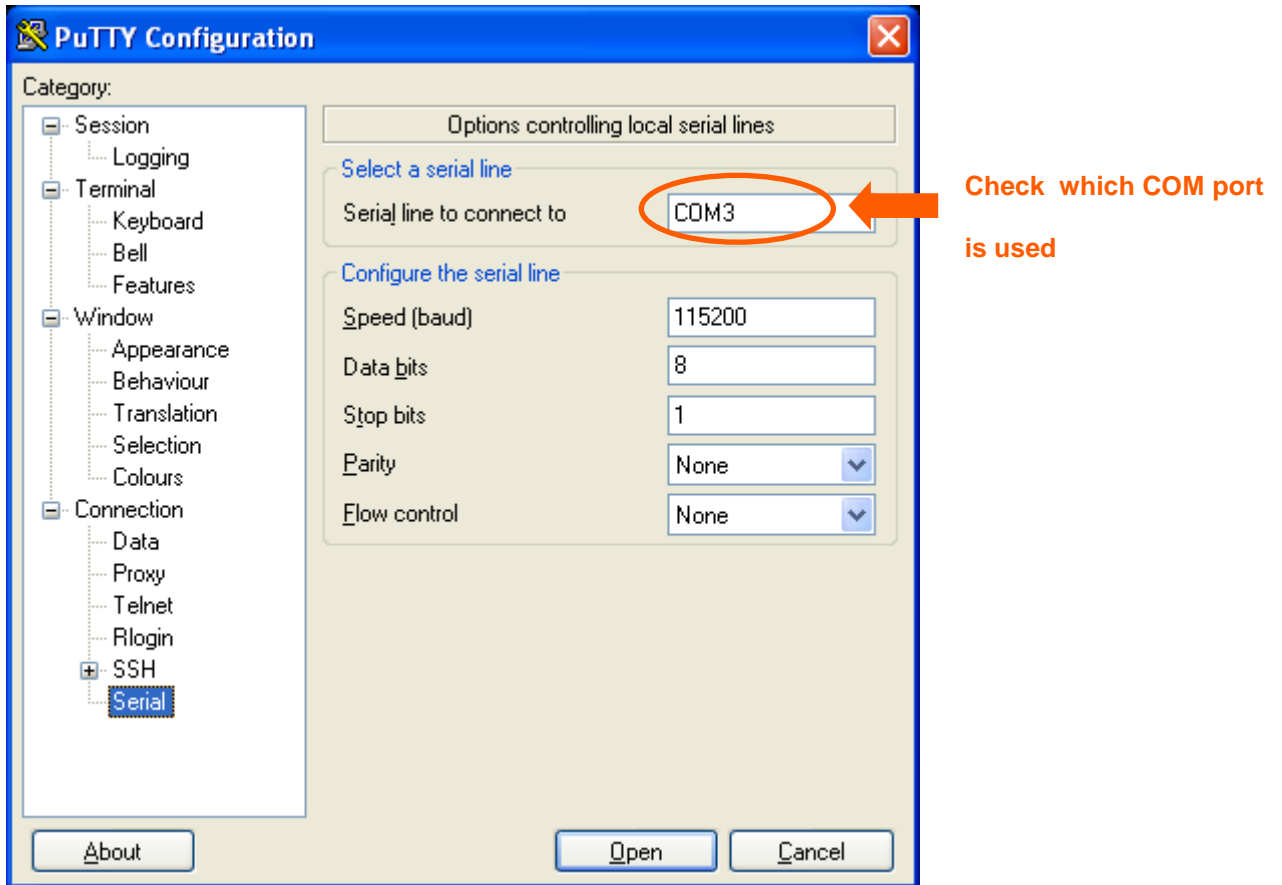 PuTTY Configuration
Category:
Session
Logging
Terminal
Keyboard
Bell
Features
Window
Appearance
Behaviour
Translation
Selection
Colours
Connection
Data
Proxy
Telnet
Rlogin
SSH
Serial
Options controlling local serial lines
Select a serial line
Serial line to connect to COM3
Configure the serial line
Speed (baud) 115200
Data bits 8
Stop bits 1
Parity None
Flow control None
About Open Cancel
Check which COM port
is used